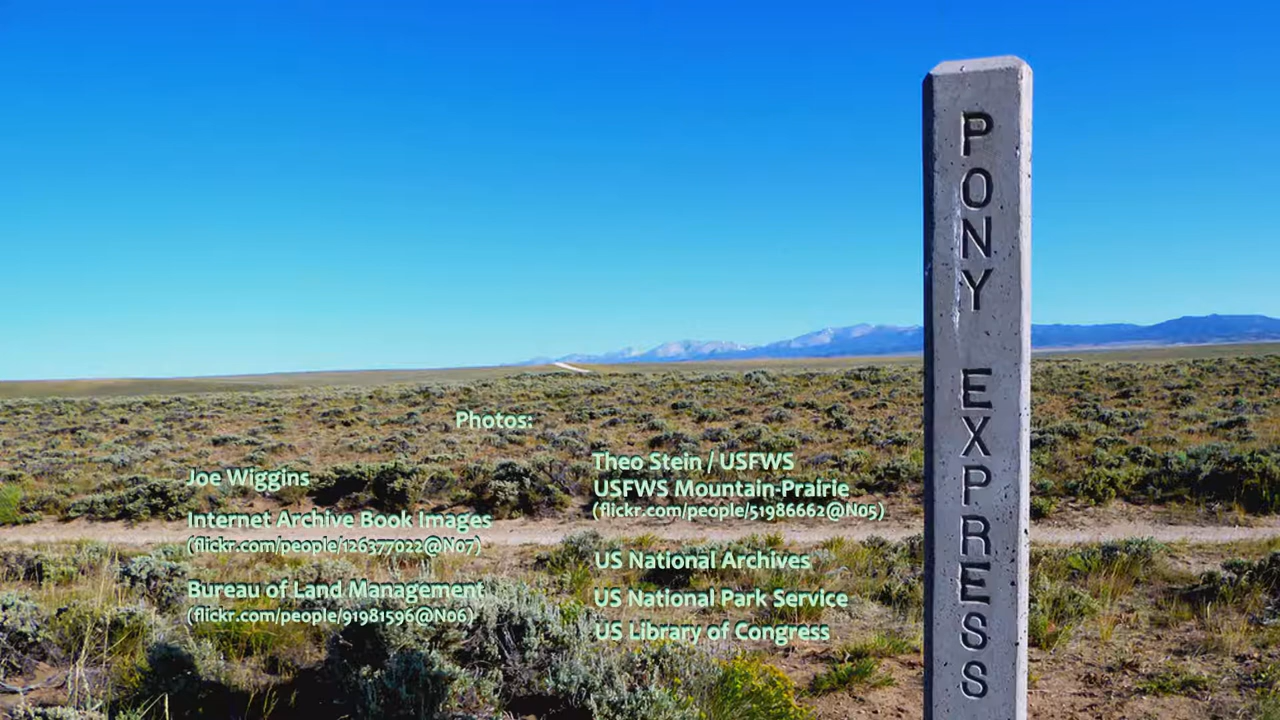 Photos:
Joe Wiggins
Internet Archive Book Images
(flickr.com/people/126377022@N07)
Bureau of Land Management
(flickr.com/people/91981596@N06)
Theo Stein / USFWS
USFWS Mountain-Prairie
(flickr.com/people/51986662@N05)
US National Archives
US National Park Service
US Library of Congress
PONY EXPRESS